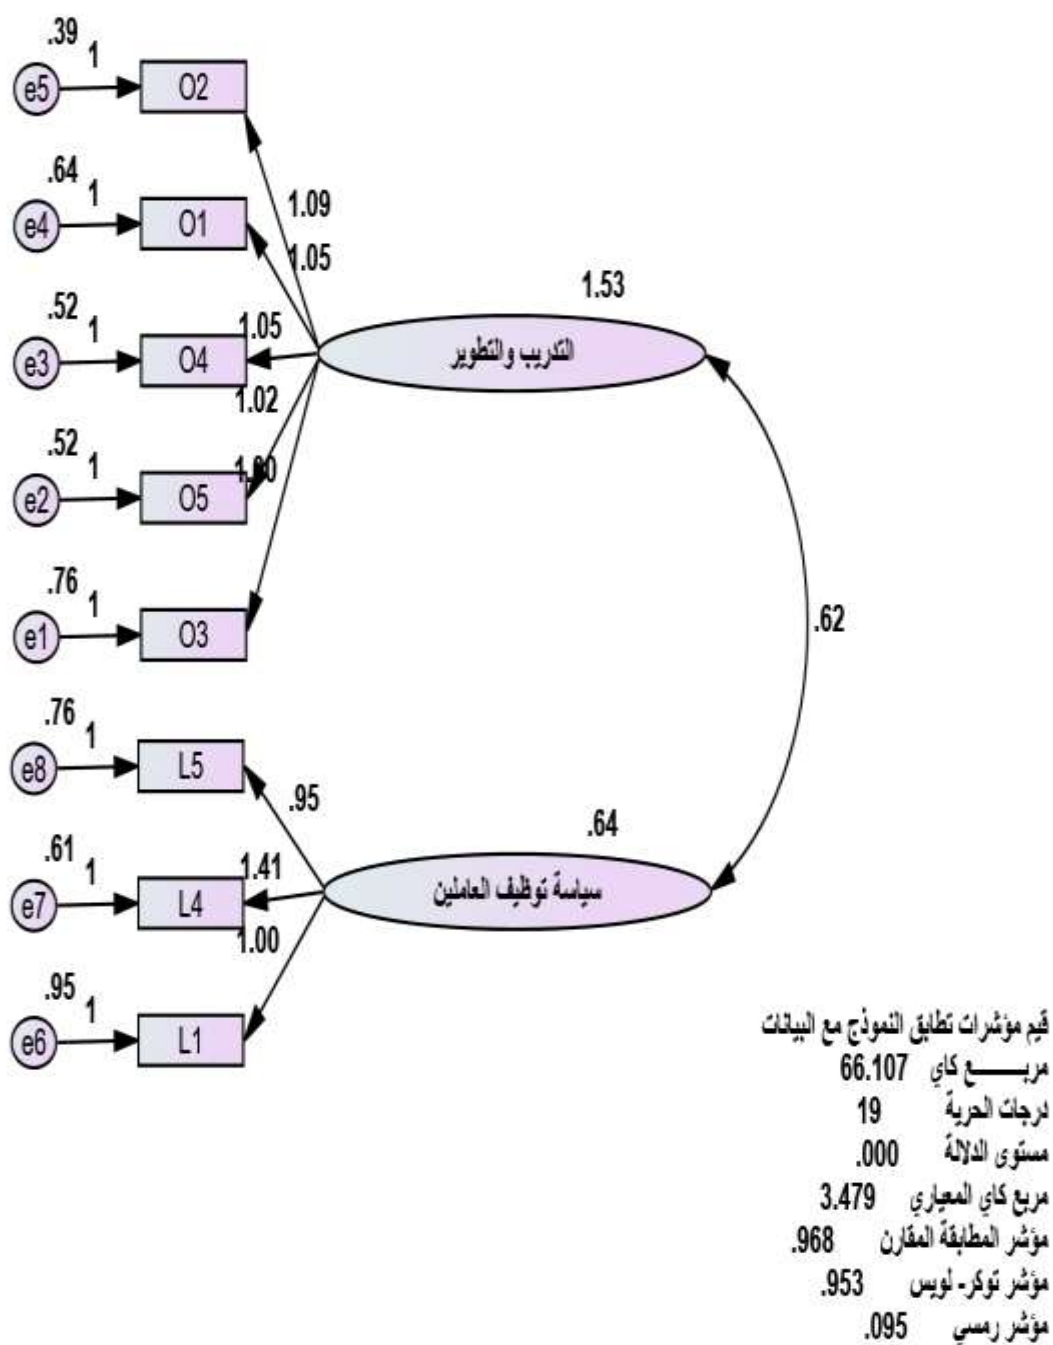 .39
1
e5
O2
.64
1
e4
O1
1.09
1.05
1.53
.52
1
e3
O4
1.05
التدريب والتطوير
1.02
.52
1
e2
O5
1.00
.76
1
e1
O3
.62
.76
1
e8
L5
.95
.64
.61
1
e7
L4
1.41
سياسة توظيف العاملين
1.00
.95
1
e6
L1
قيم مؤشرات تطابق النموذج مع البيانات
مربـــــــع كاي 66.107
درجات الحرية 19
مستوى الدلالة .000
مربع كاي المعياري 3.479
مؤشر المطابقة المقارن .968
مؤشر توكر- لويس .953
مؤشر رمسي .095